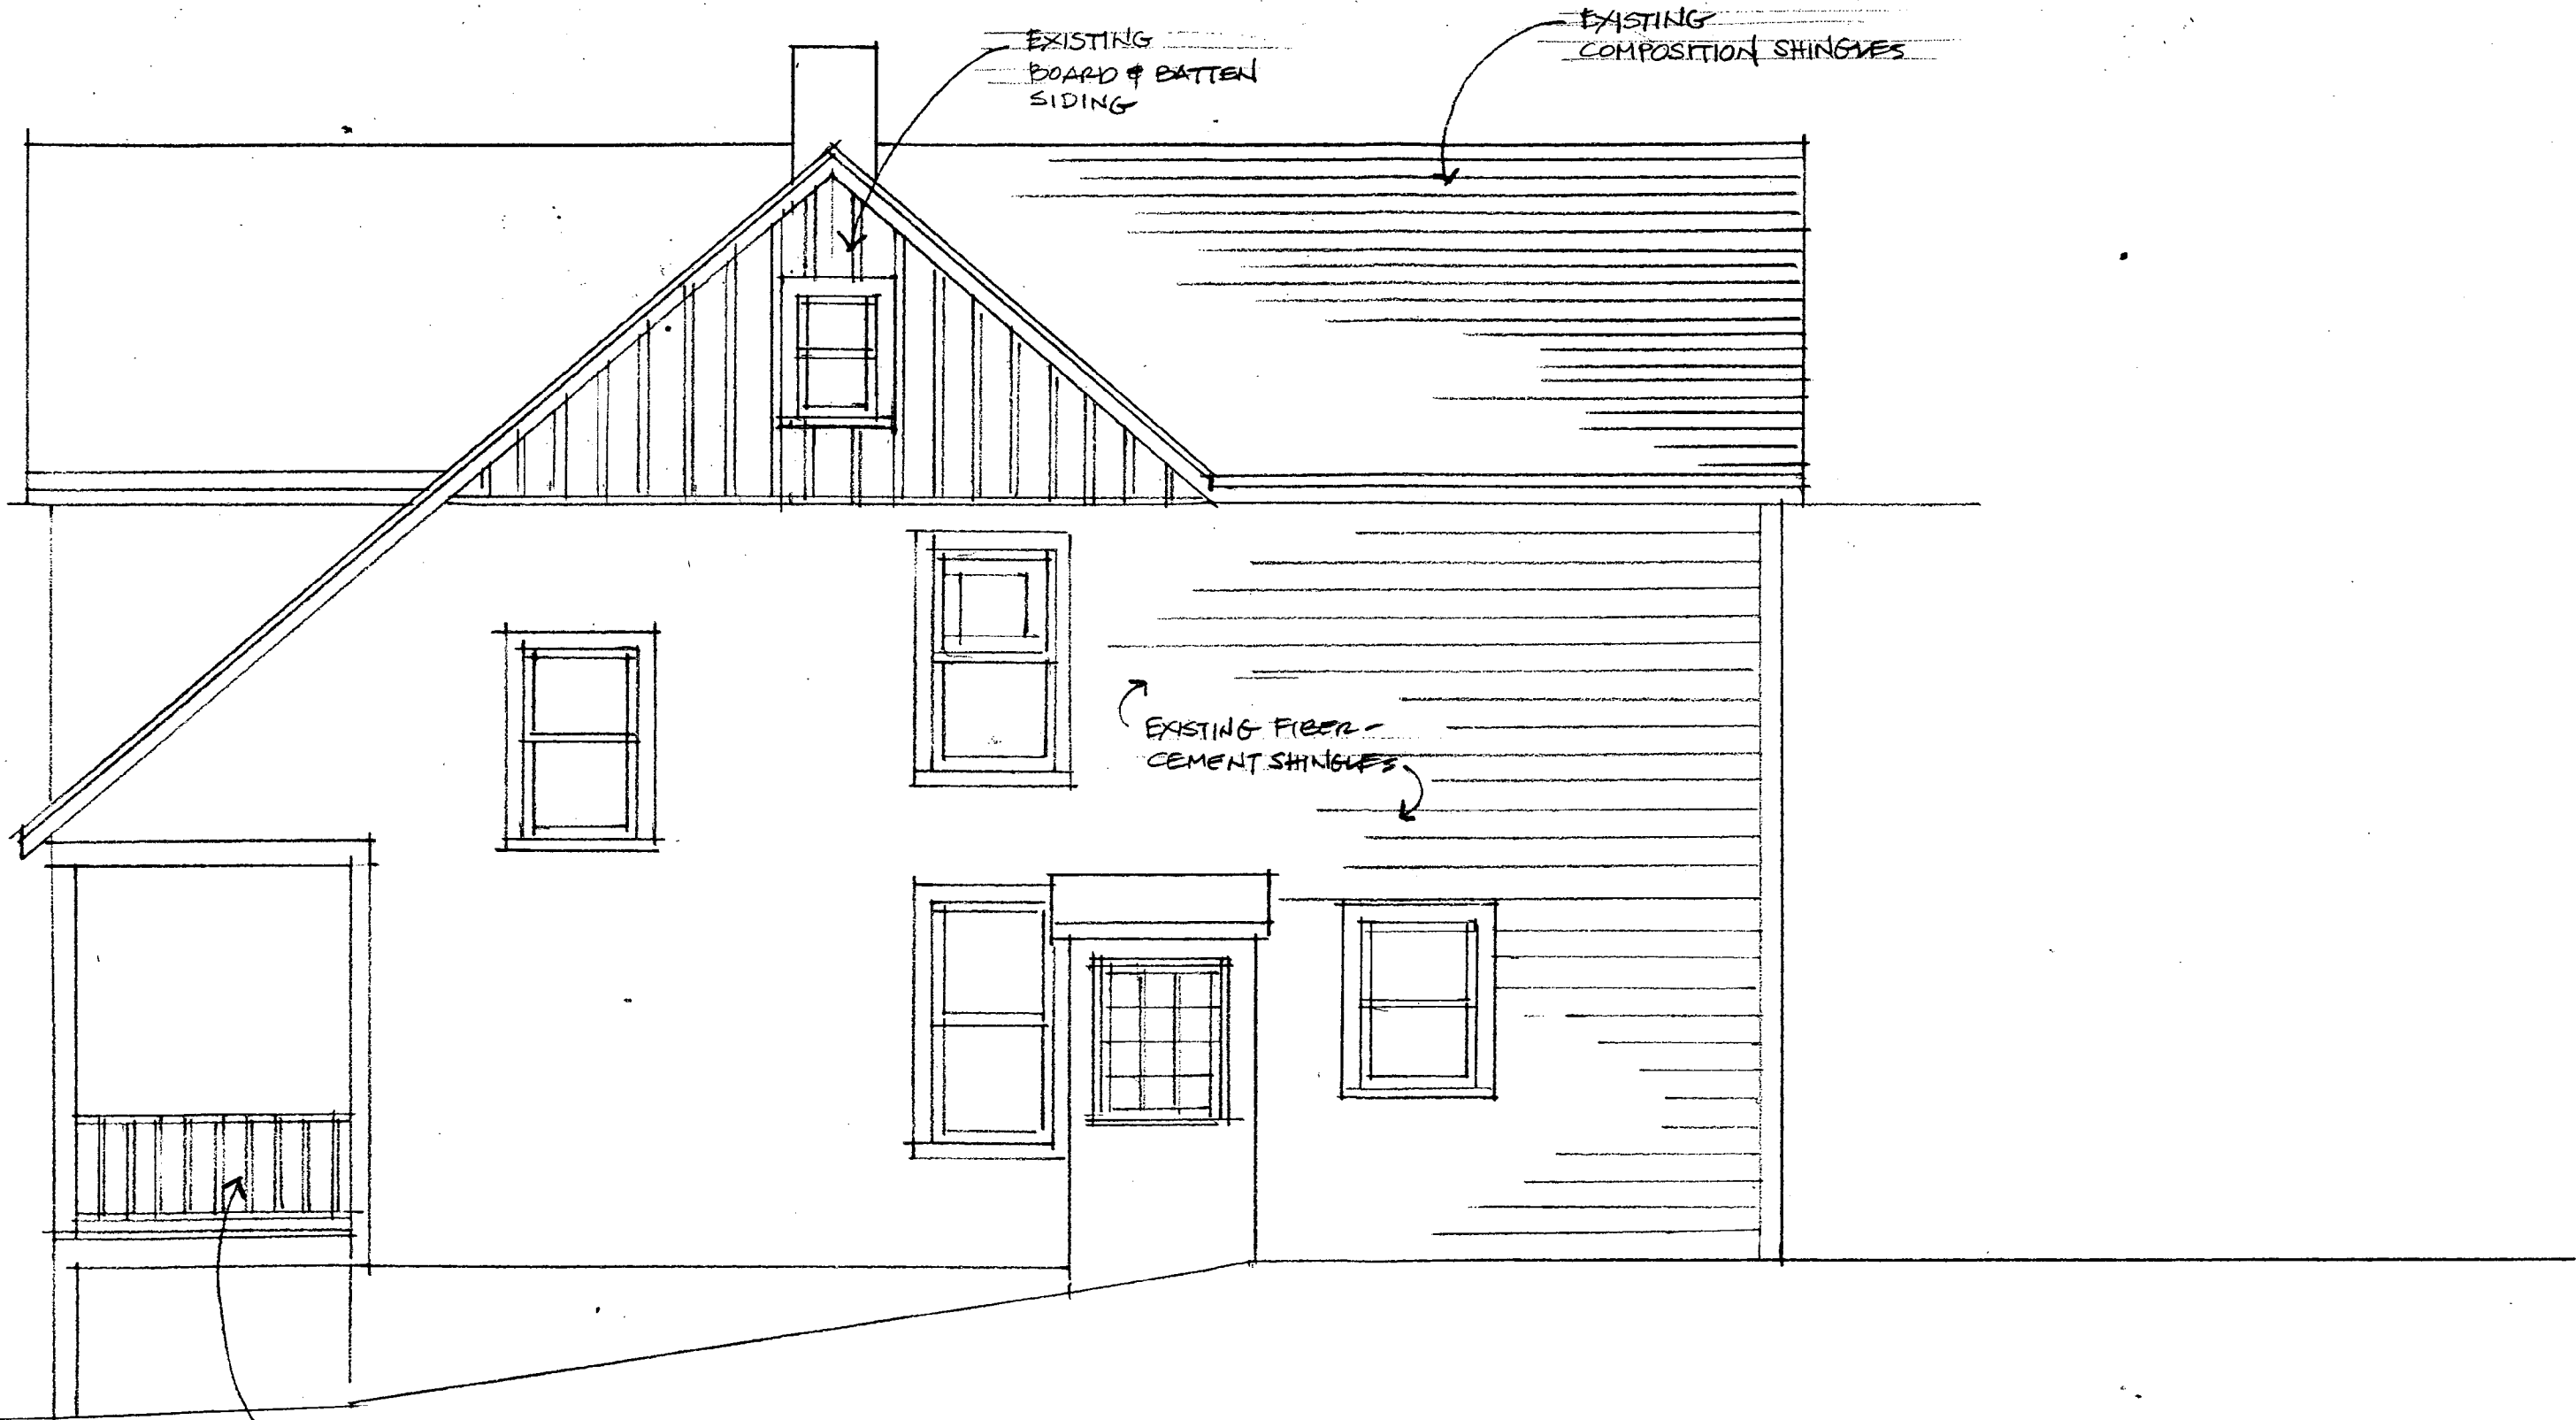 EXISTING
BOARD & BATTEN
SIDING
EXISTING
COMPOSITION SHINGLES
EXISTING FIBER-
CEMENT SHINGLES